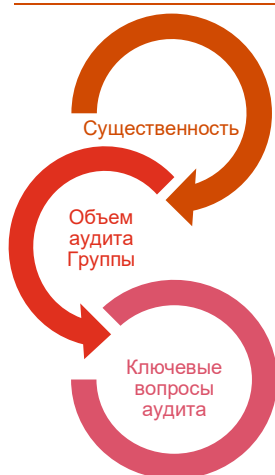 Существенность
Объем
аудита
Группы
Ключевые
вопросы
аудита